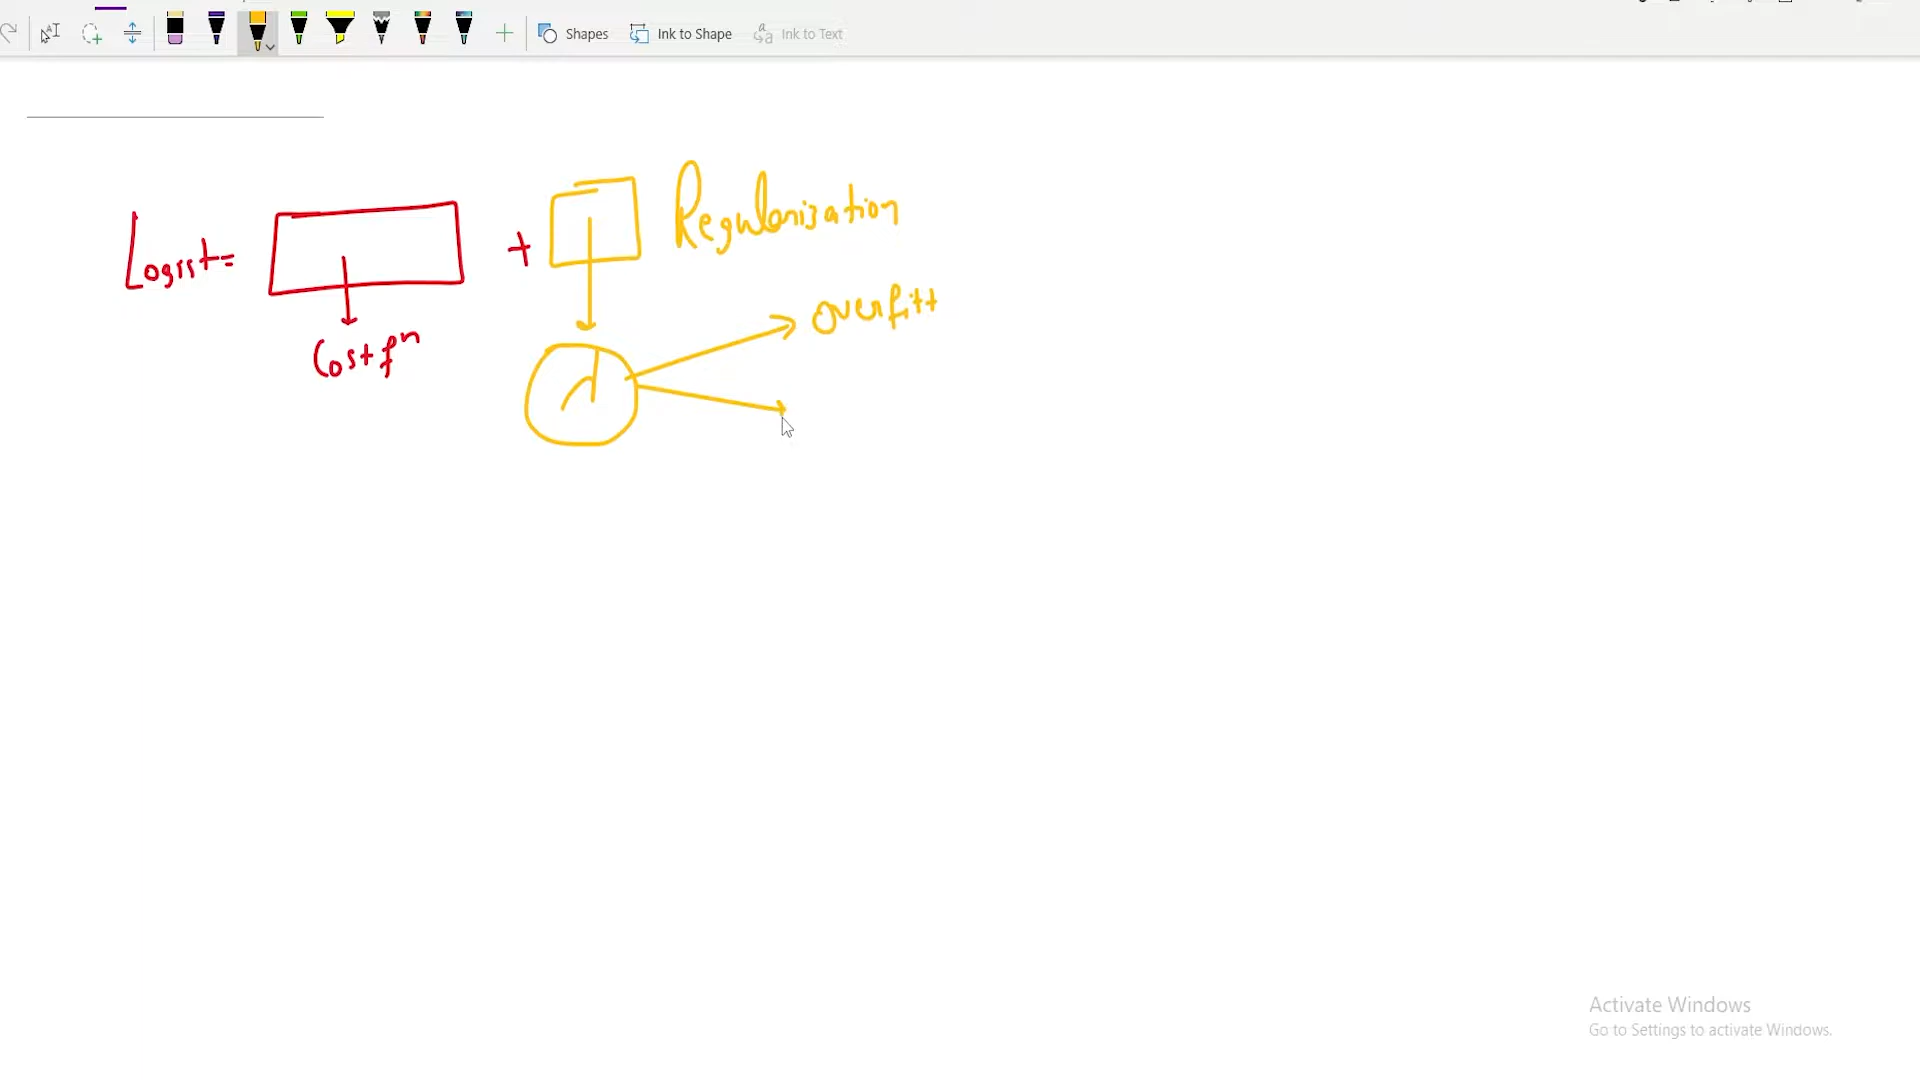 Shapes
Ink to Shape
Ink to Text
Logist =
+
Regularization
Cost fⁿ
overfitt
λ
Activate Windows
Go to Settings to activate Windows.